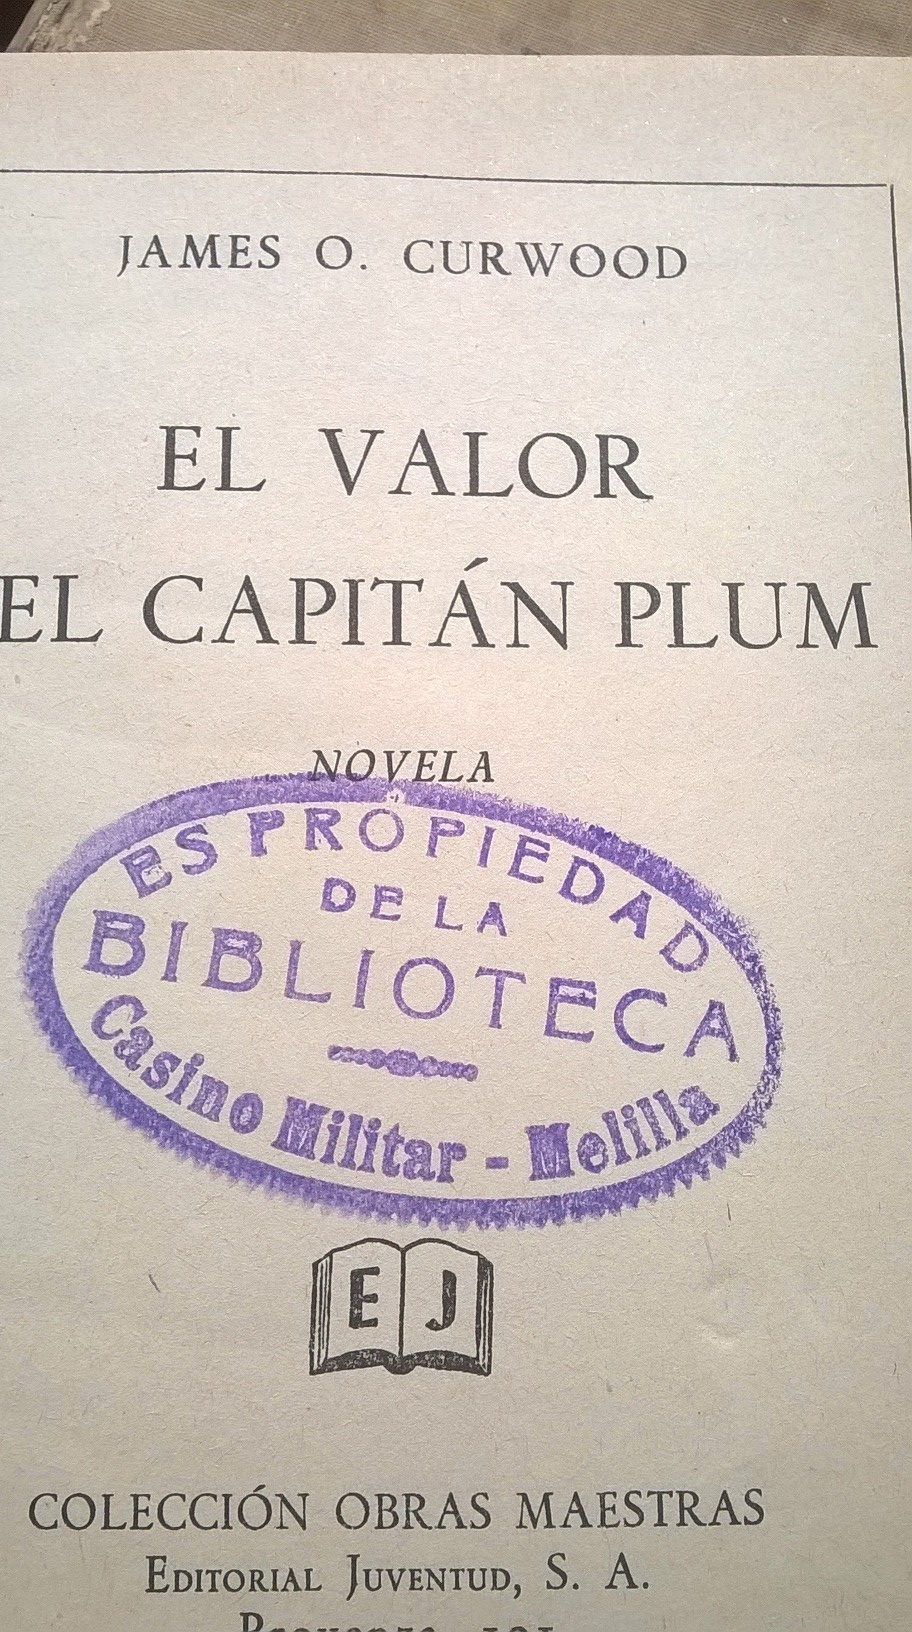 JAMES O. CURWOOD
EL VALOR
EL CAPITÁN PLUM
NOVELA
ES PROPIEDAD
DE LA
BIBLIOTECA
Casino Militar - Melilla
E J
COLECCIÓN OBRAS MAESTRAS
EDITORIAL JUVENTUD, S. A.